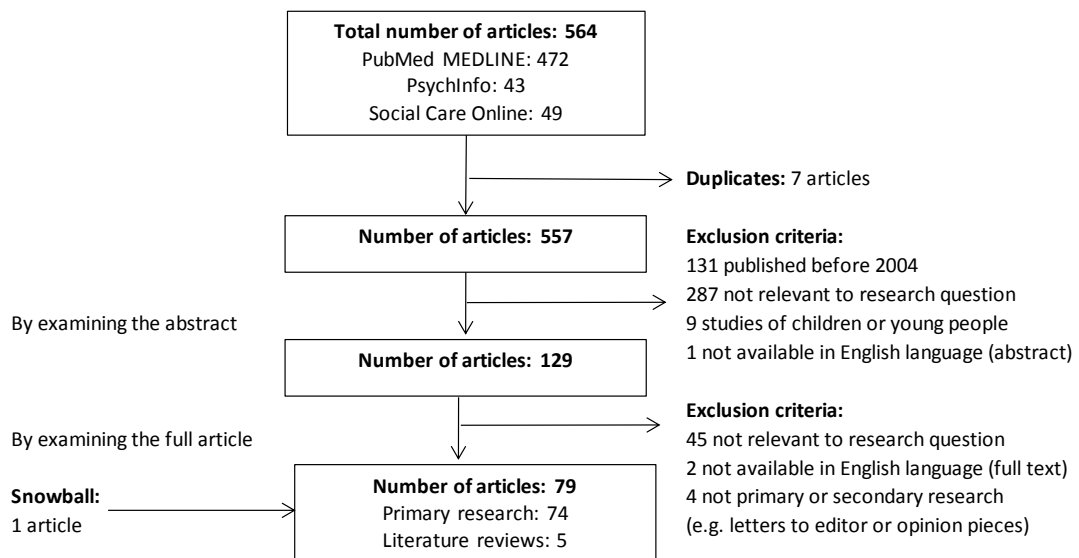 Total number of articles: 564
PubMed MEDLINE: 472
PsychInfo: 43
Social Care Online: 49
Duplicates: 7 articles
Number of articles: 557
Exclusion criteria:
131 published before 2004
287 not relevant to research question
9 studies of children or young people
1 not available in English language (abstract)
By examining the abstract
Number of articles: 129
Exclusion criteria:
45 not relevant to research question
2 not available in English language (full text)
4 not primary or secondary research
(e.g. letters to editor or opinion pieces)
By examining the full article
Snowball:
1 article
Number of articles: 79
Primary research: 74
Literature reviews: 5